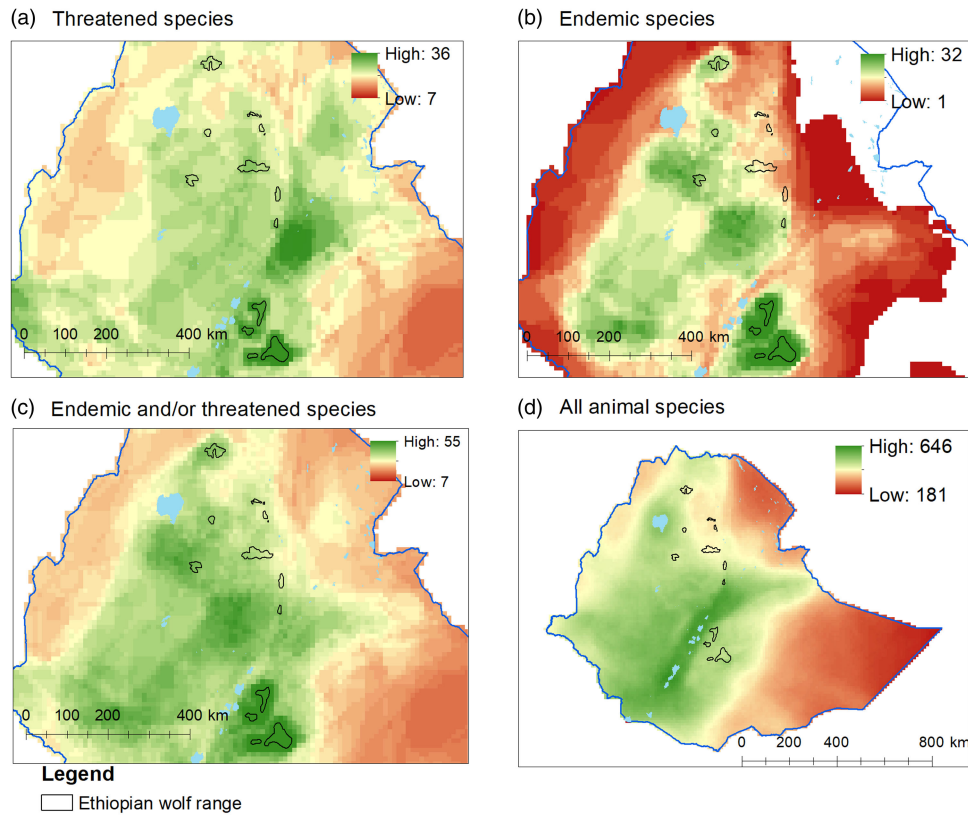 (a) Threatened species
High: 36
Low: 7
0 100 200 400 km
(b) Endemic species
High: 32
Low: 1
0 100 200 400 km
(c) Endemic and/or threatened species
High: 55
Low: 7
0 100 200 400 km
(d) All animal species
High: 646
Low: 181
0 200 400 800 km
Legend
Ethiopian wolf range